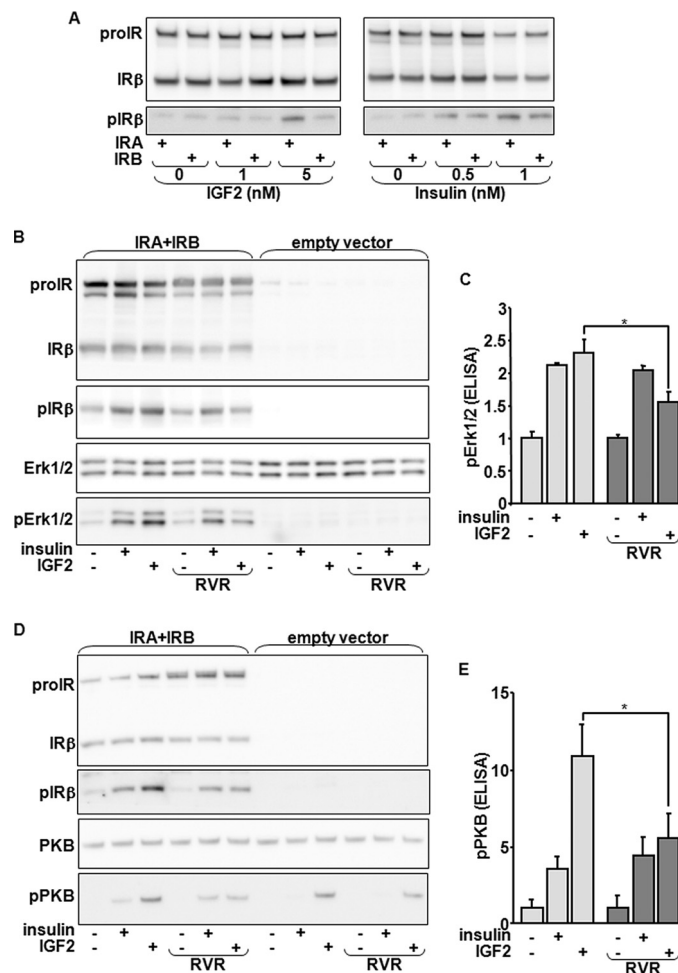 A
proIR
IRβ
pIRβ
IRA + + + + + +
IRB + + + + + +
0 1 5 0 0.5 1
IGF2 (nM) Insulin (nM)
B
IRA+IRB empty vector
proIR
IRβ
pIRβ
Erk1/2
pErk1/2
insulin - + - + - + - +
IGF2 - + - + - + - +
RVR RVR
C
pErk1/2 (ELISA)
3
2.5
2
1.5
1
0.5
0
*
insulin - + - +
IGF2 - + - +
RVR
D
IRA+IRB empty vector
proIR
IRβ
pIRβ
PKB
pPKB
insulin - + - + - + - +
IGF2 - + - + - + - +
RVR RVR
E
pPKB (ELISA)
15
10
5
0
*
insulin - + - +
IGF2 - + - +
RVR